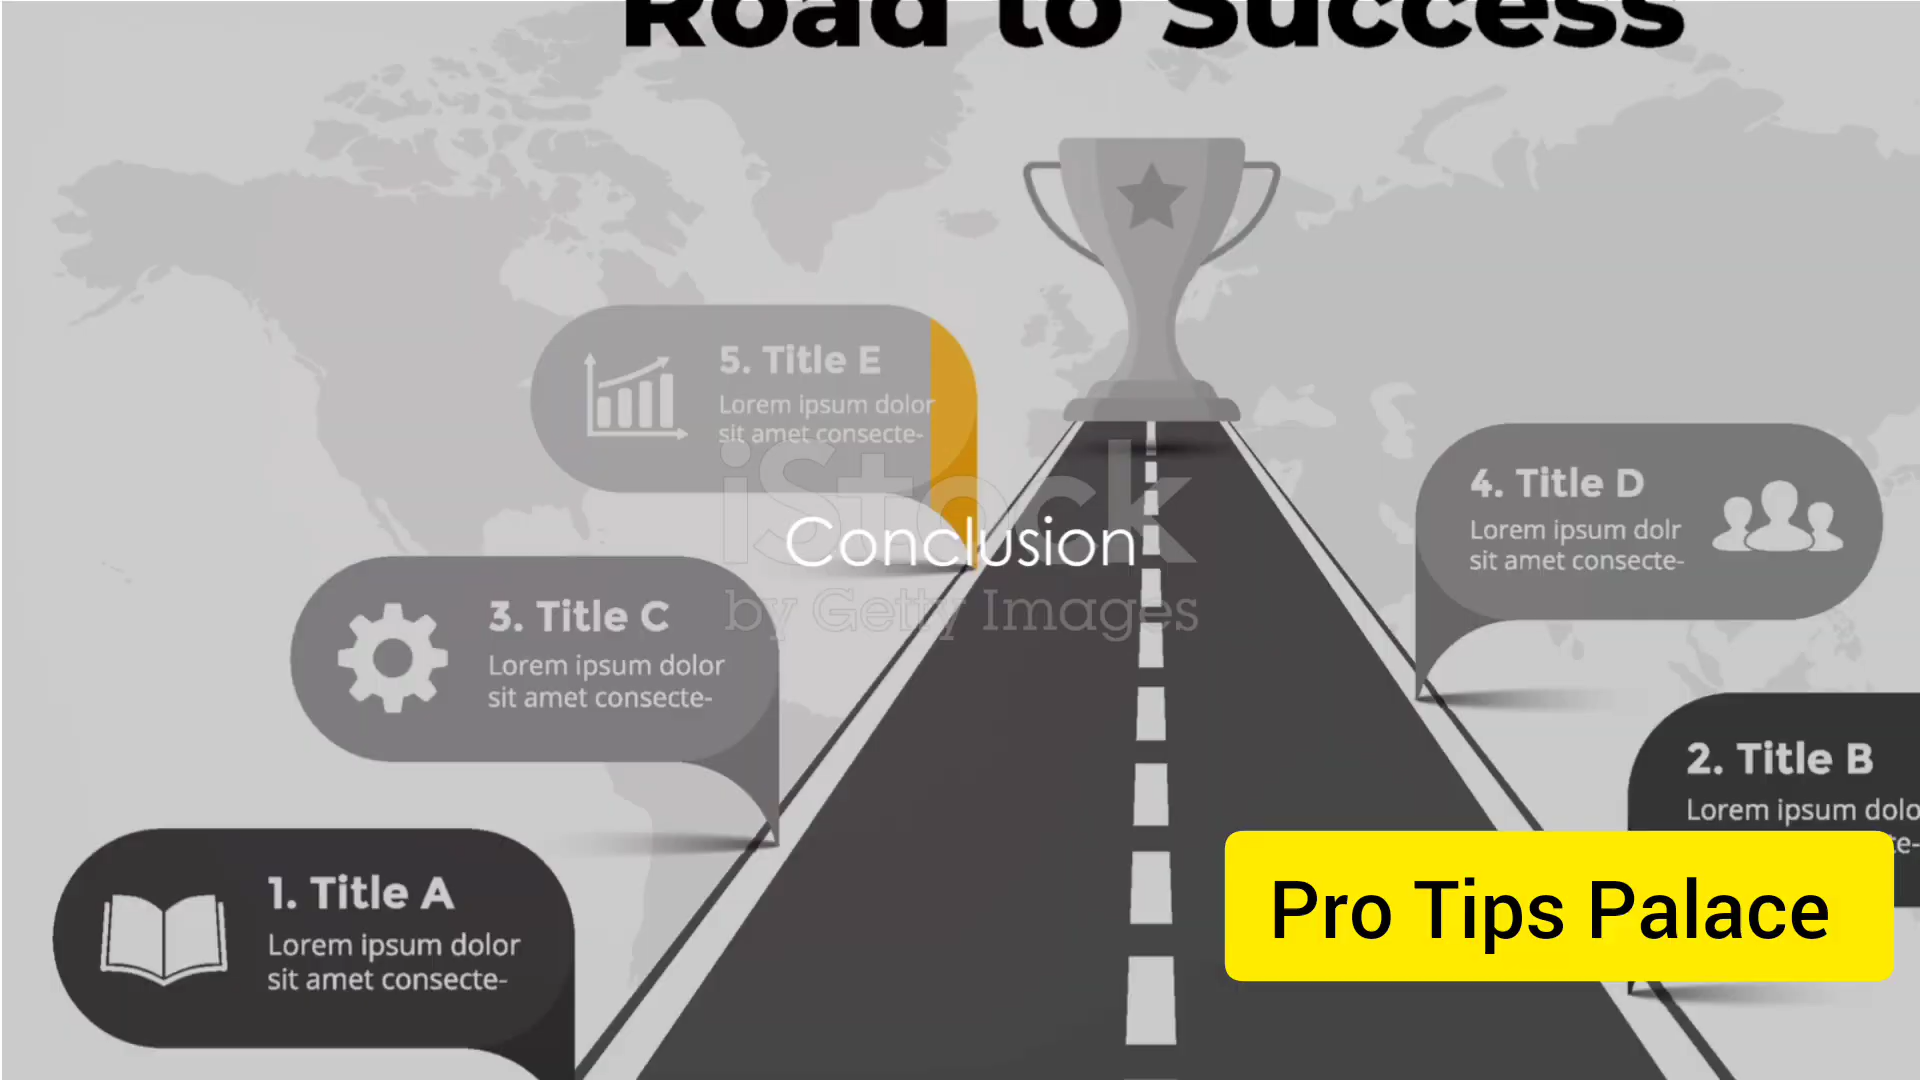 Road to Success
5. Title E
Lorem ipsum dolor
sit amet consecte-
4. Title D
Lorem ipsum dolr
sit amet consecte-
iStock
by Getty Images
Conclusion
3. Title C
Lorem ipsum dolor
sit amet consecte-
2. Title B
Lorem ipsum dolo
te-
1. Title A
Lorem ipsum dolor
sit amet consecte-
Pro Tips Palace